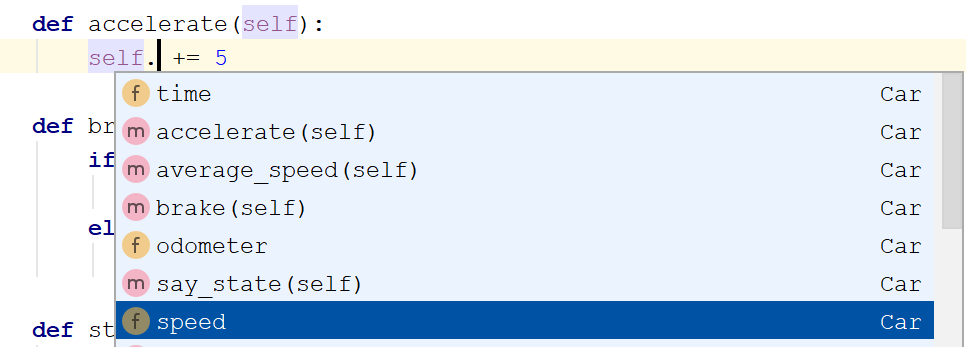 def accelerate(self):
self. += 5
f time Car
def br
m accelerate(self) Car
if
m average_speed(self) Car
m brake(self) Car
el
f odometer Car
m say_state(self) Car
def st
f speed Car